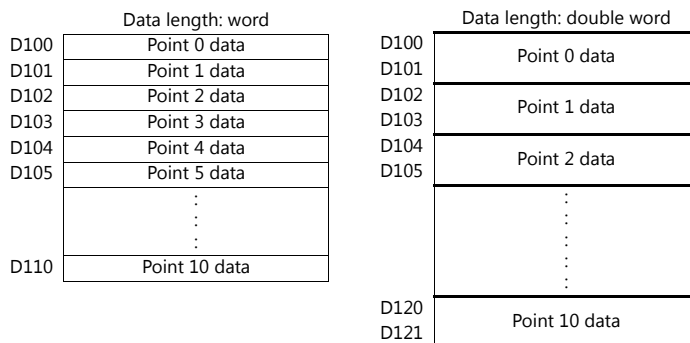 Data length: word
D100 Point 0 data
D101 Point 1 data
D102 Point 2 data
D103 Point 3 data
D104 Point 4 data
D105 Point 5 data
D110 Point 10 data
Data length: double word
D100
D101
Point 0 data
D102
D103
Point 1 data
D104
D105
Point 2 data
D120
D121
Point 10 data